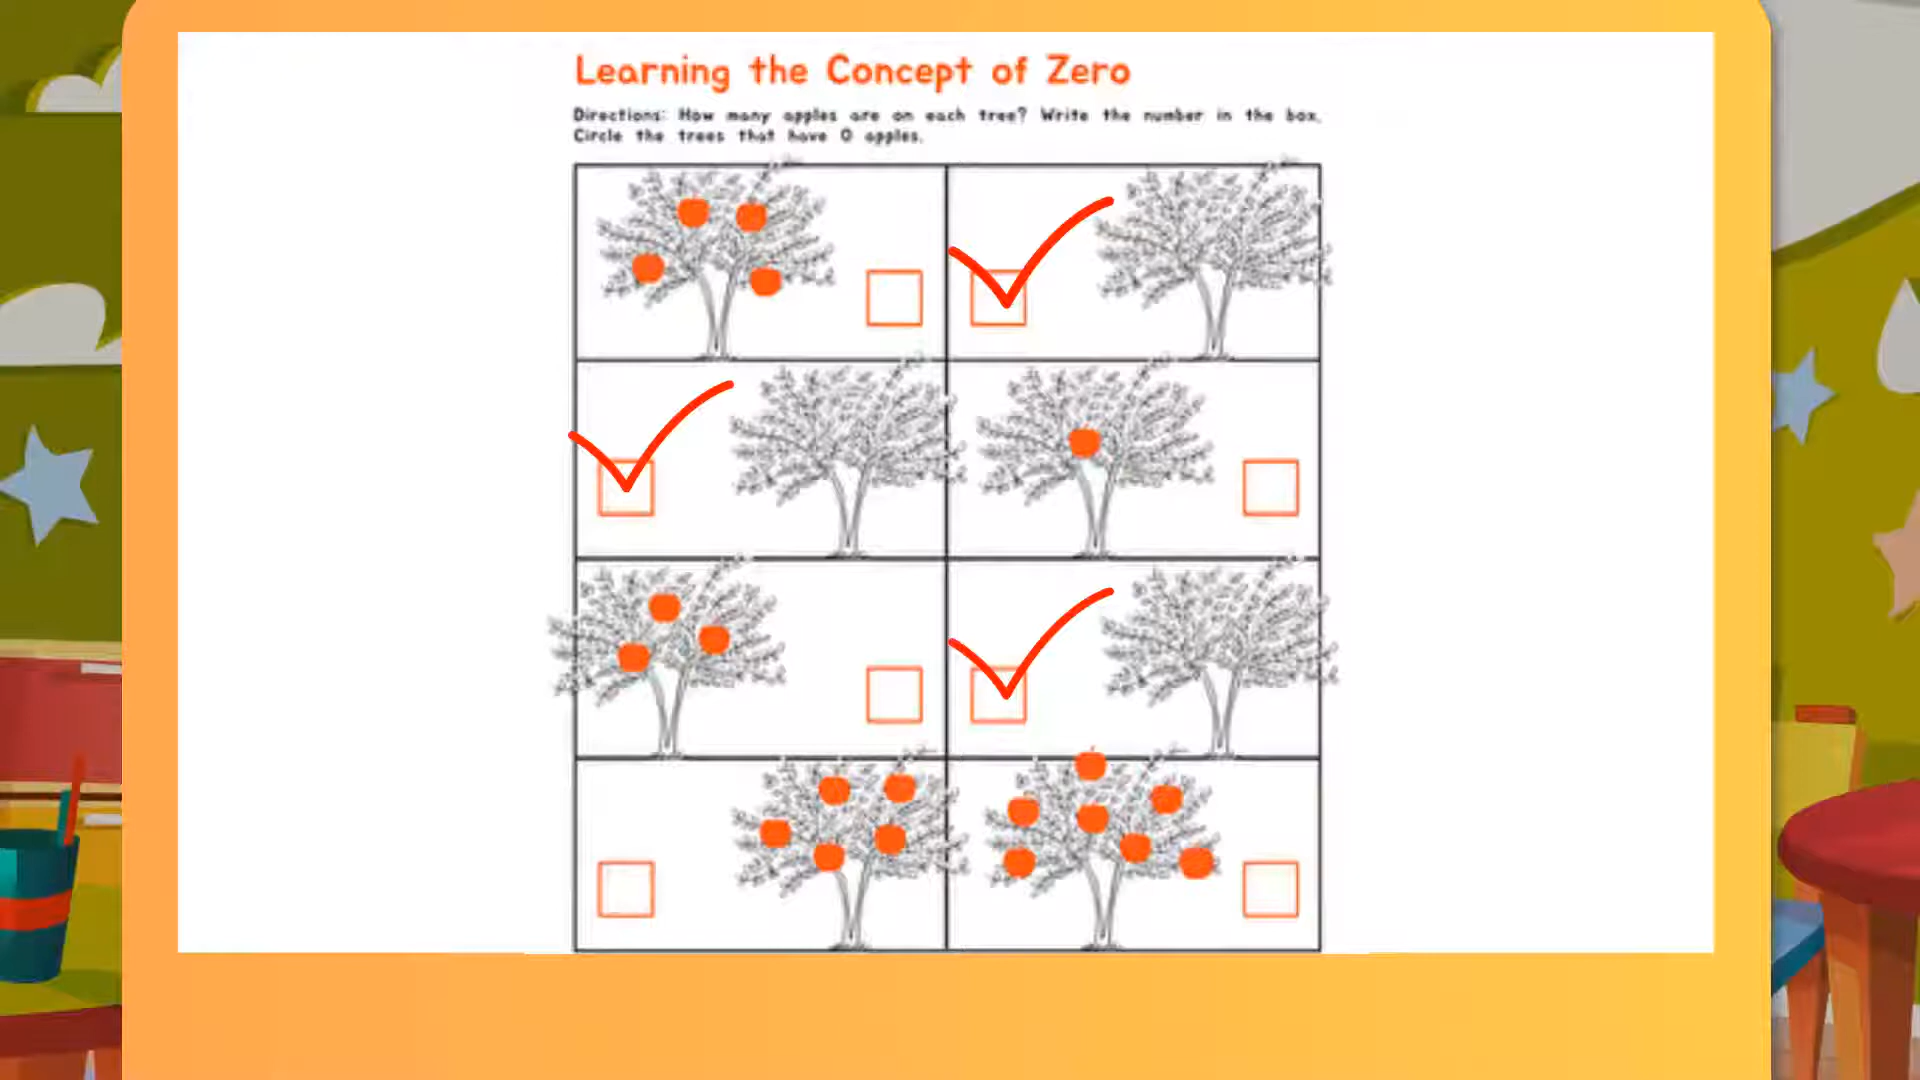 Learning the Concept of Zero
Directions: How many apples are on each tree? Write the number in the box.
Circle the trees that have 0 apples.